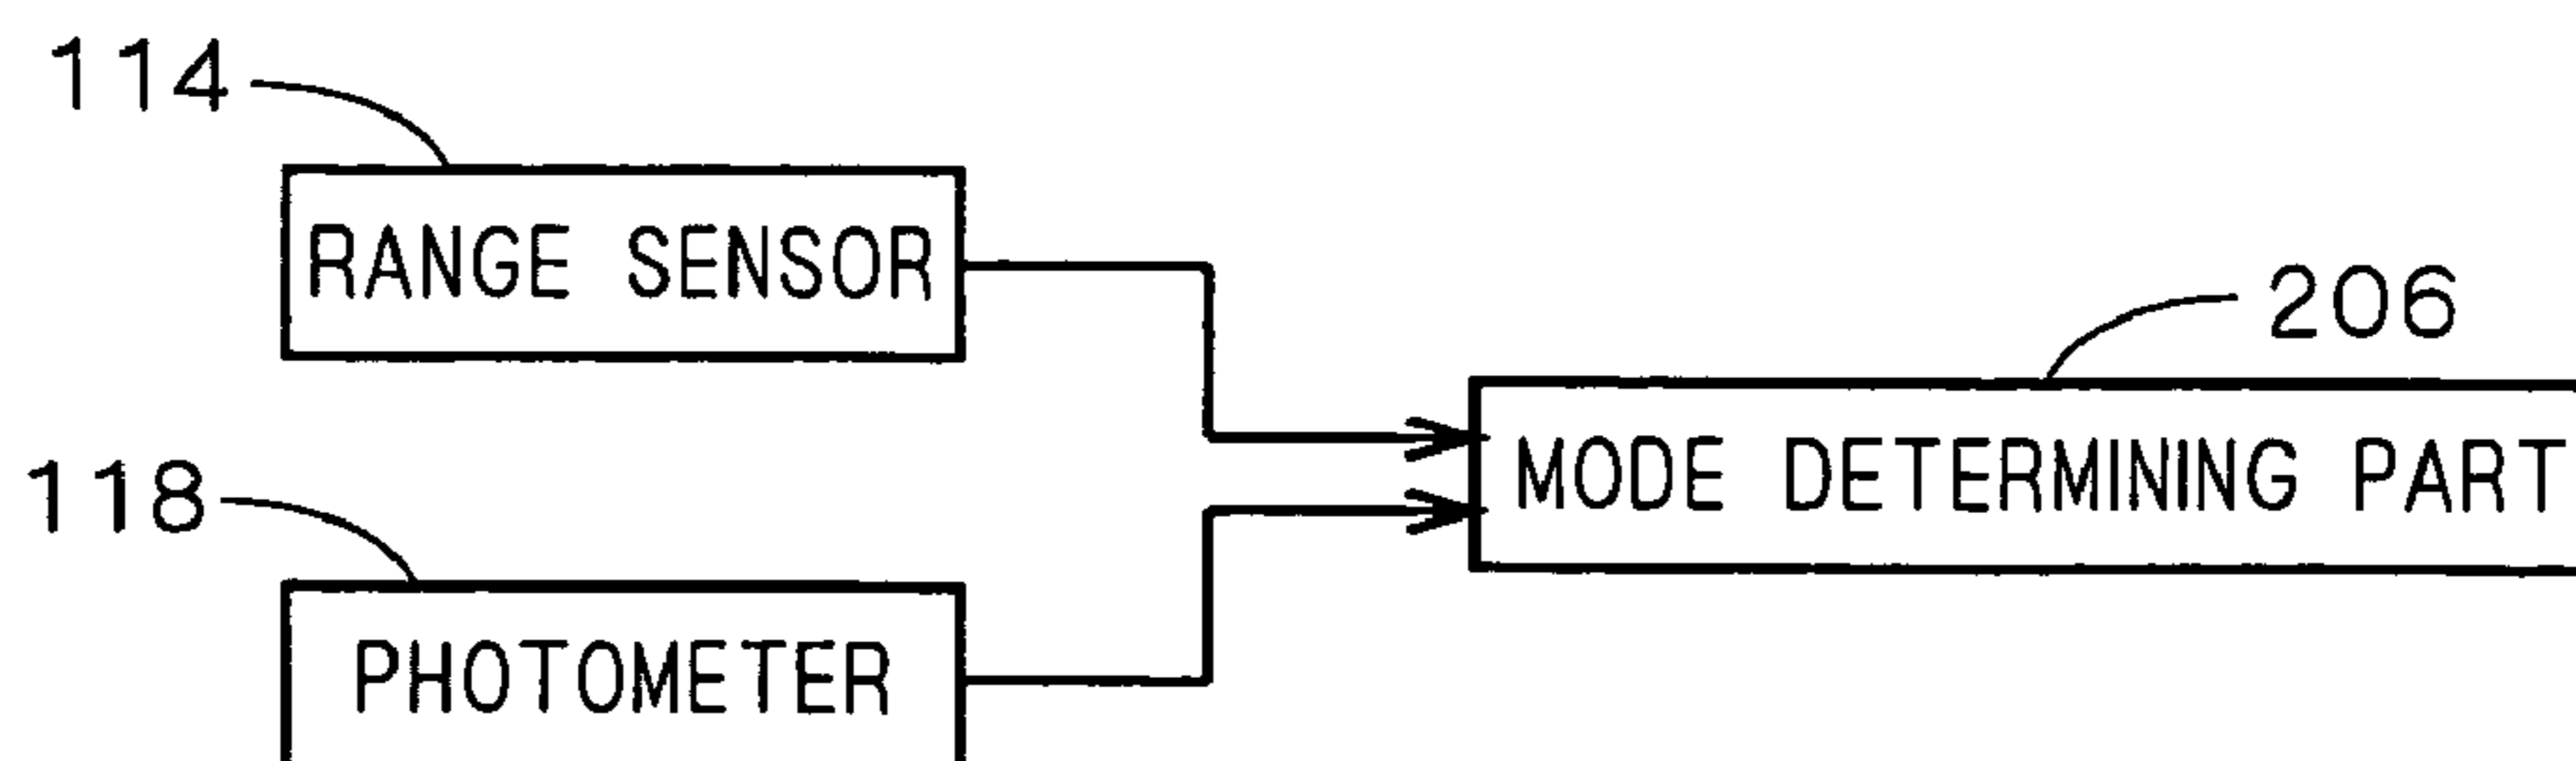 114
RANGE SENSOR
206
MODE DETERMINING PART
118
PHOTOMETER